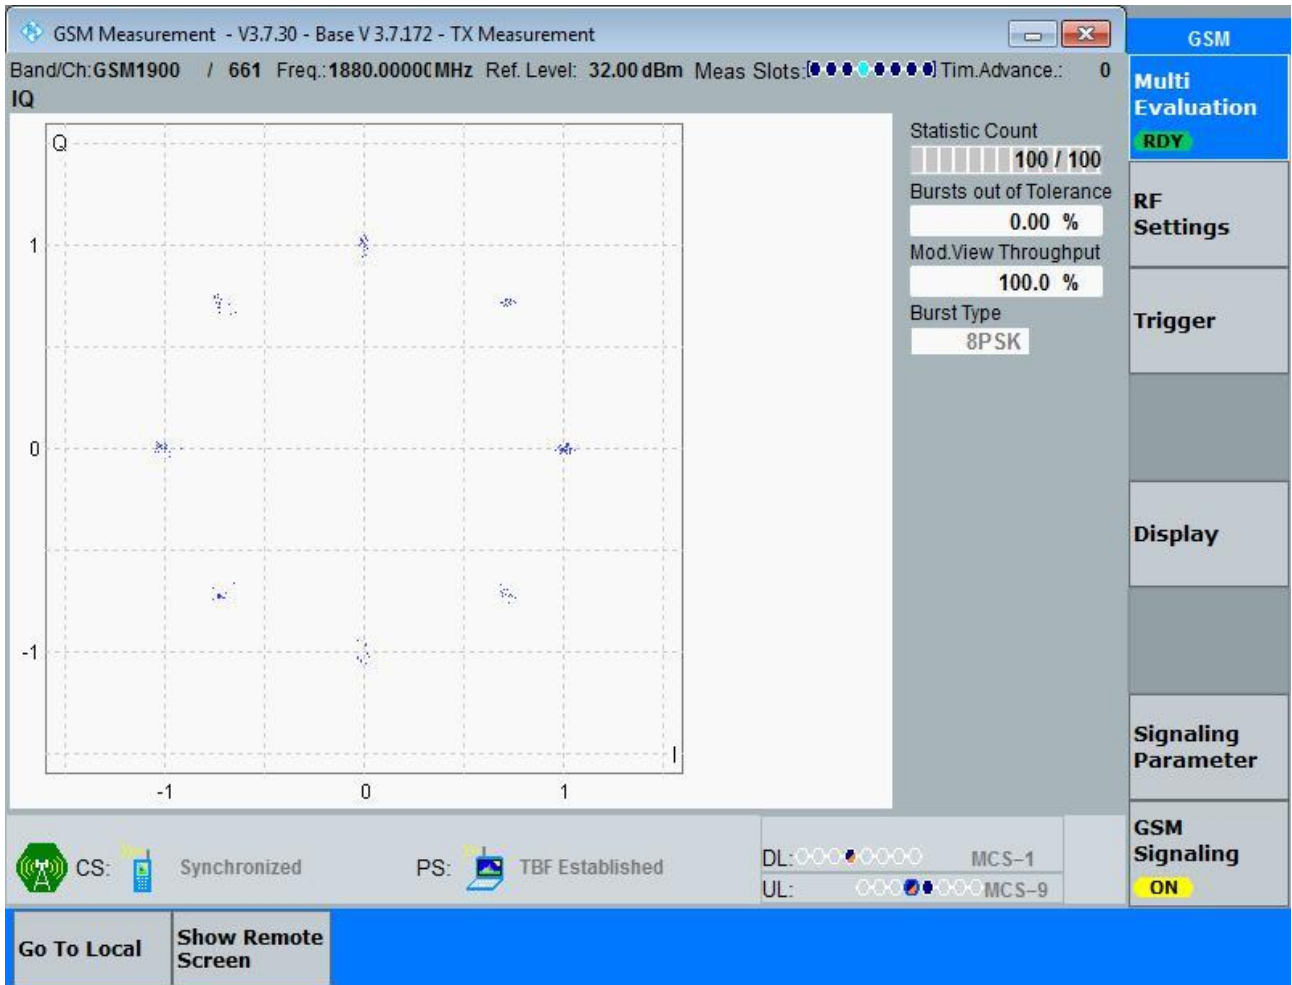 GSM Measurement - V3.7.30 - Base V 3.7.172 - TX Measurement
GSM
Band/Ch:GSM1900 / 661 Freq.:1880.00000 MHz Ref. Level: 32.00 dBm Meas Slots: Tim.Advance.: 0
IQ
Multi
Evaluation
RDY
Q
Statistic Count
100 / 100
Bursts out of Tolerance
0.00 %
Mod.View Throughput
100.0 %
Burst Type
8PSK
1
0
-1
I
-1 0 1
RF
Settings
Trigger
Display
Signaling
Parameter
GSM
Signaling
ON
CS: Synchronized PS: TBF Established
DL: MCS-1
UL: MCS-9
Go To Local
Show Remote
Screen